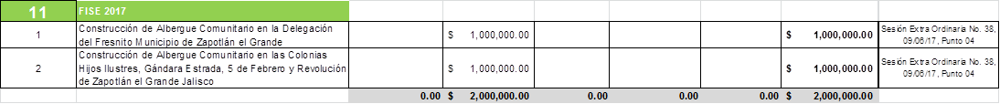 11 FISE 2017
1 Construcción de Albergue Comunitario en la Delegación del Fresnito Municipio de Zapotlán el Grande $ 1,000,000.00 $ 1,000,000.00 Sesión Extra Ordinaria No. 38, 09/06/17, Punto 04
2 Construcción de Albergue Comunitario en las Colonias Hijos Ilustres, Gándara Estrada, 5 de Febrero y Revolución de Zapotlán el Grande Jalisco $ 1,000,000.00 $ 1,000,000.00 Sesión Extra Ordinaria No. 38, 09/06/17, Punto 04
0.00 $ 2,000,000.00 0.00 0.00 0.00 $ 2,000,000.00